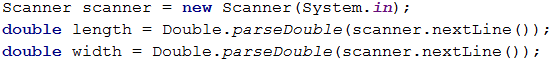 Scanner scanner = new Scanner(System.in);
double length = Double.parseDouble(scanner.nextLine());
double width = Double.parseDouble(scanner.nextLine());